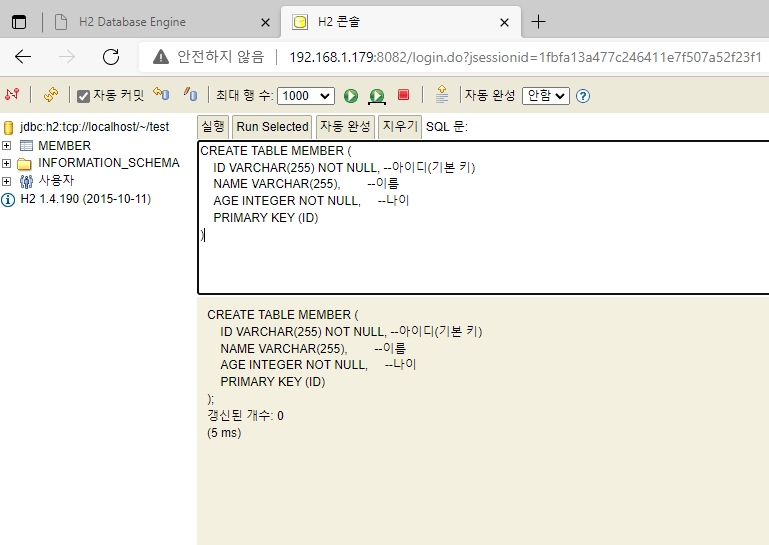 H2 Database Engine
H2 콘솔
안전하지 않음 192.168.1.179:8082/login.do?jsessionid=1fbfa13a477c246411e7f507a52f23f1
자동 커밋 최대 행 수: 1000 자동 완성 안함
jdbc:h2:tcp://localhost/~/test
MEMBER
INFORMATION_SCHEMA
사용자
H2 1.4.190 (2015-10-11)
실행 Run Selected 자동 완성 지우기 SQL 문:
CREATE TABLE MEMBER (
ID VARCHAR(255) NOT NULL, --아이디(기본 키)
NAME VARCHAR(255), --이름
AGE INTEGER NOT NULL, --나이
PRIMARY KEY (ID)
)
CREATE TABLE MEMBER (
ID VARCHAR(255) NOT NULL, --아이디(기본 키)
NAME VARCHAR(255), --이름
AGE INTEGER NOT NULL, --나이
PRIMARY KEY (ID)
);
갱신된 개수: 0
(5 ms)